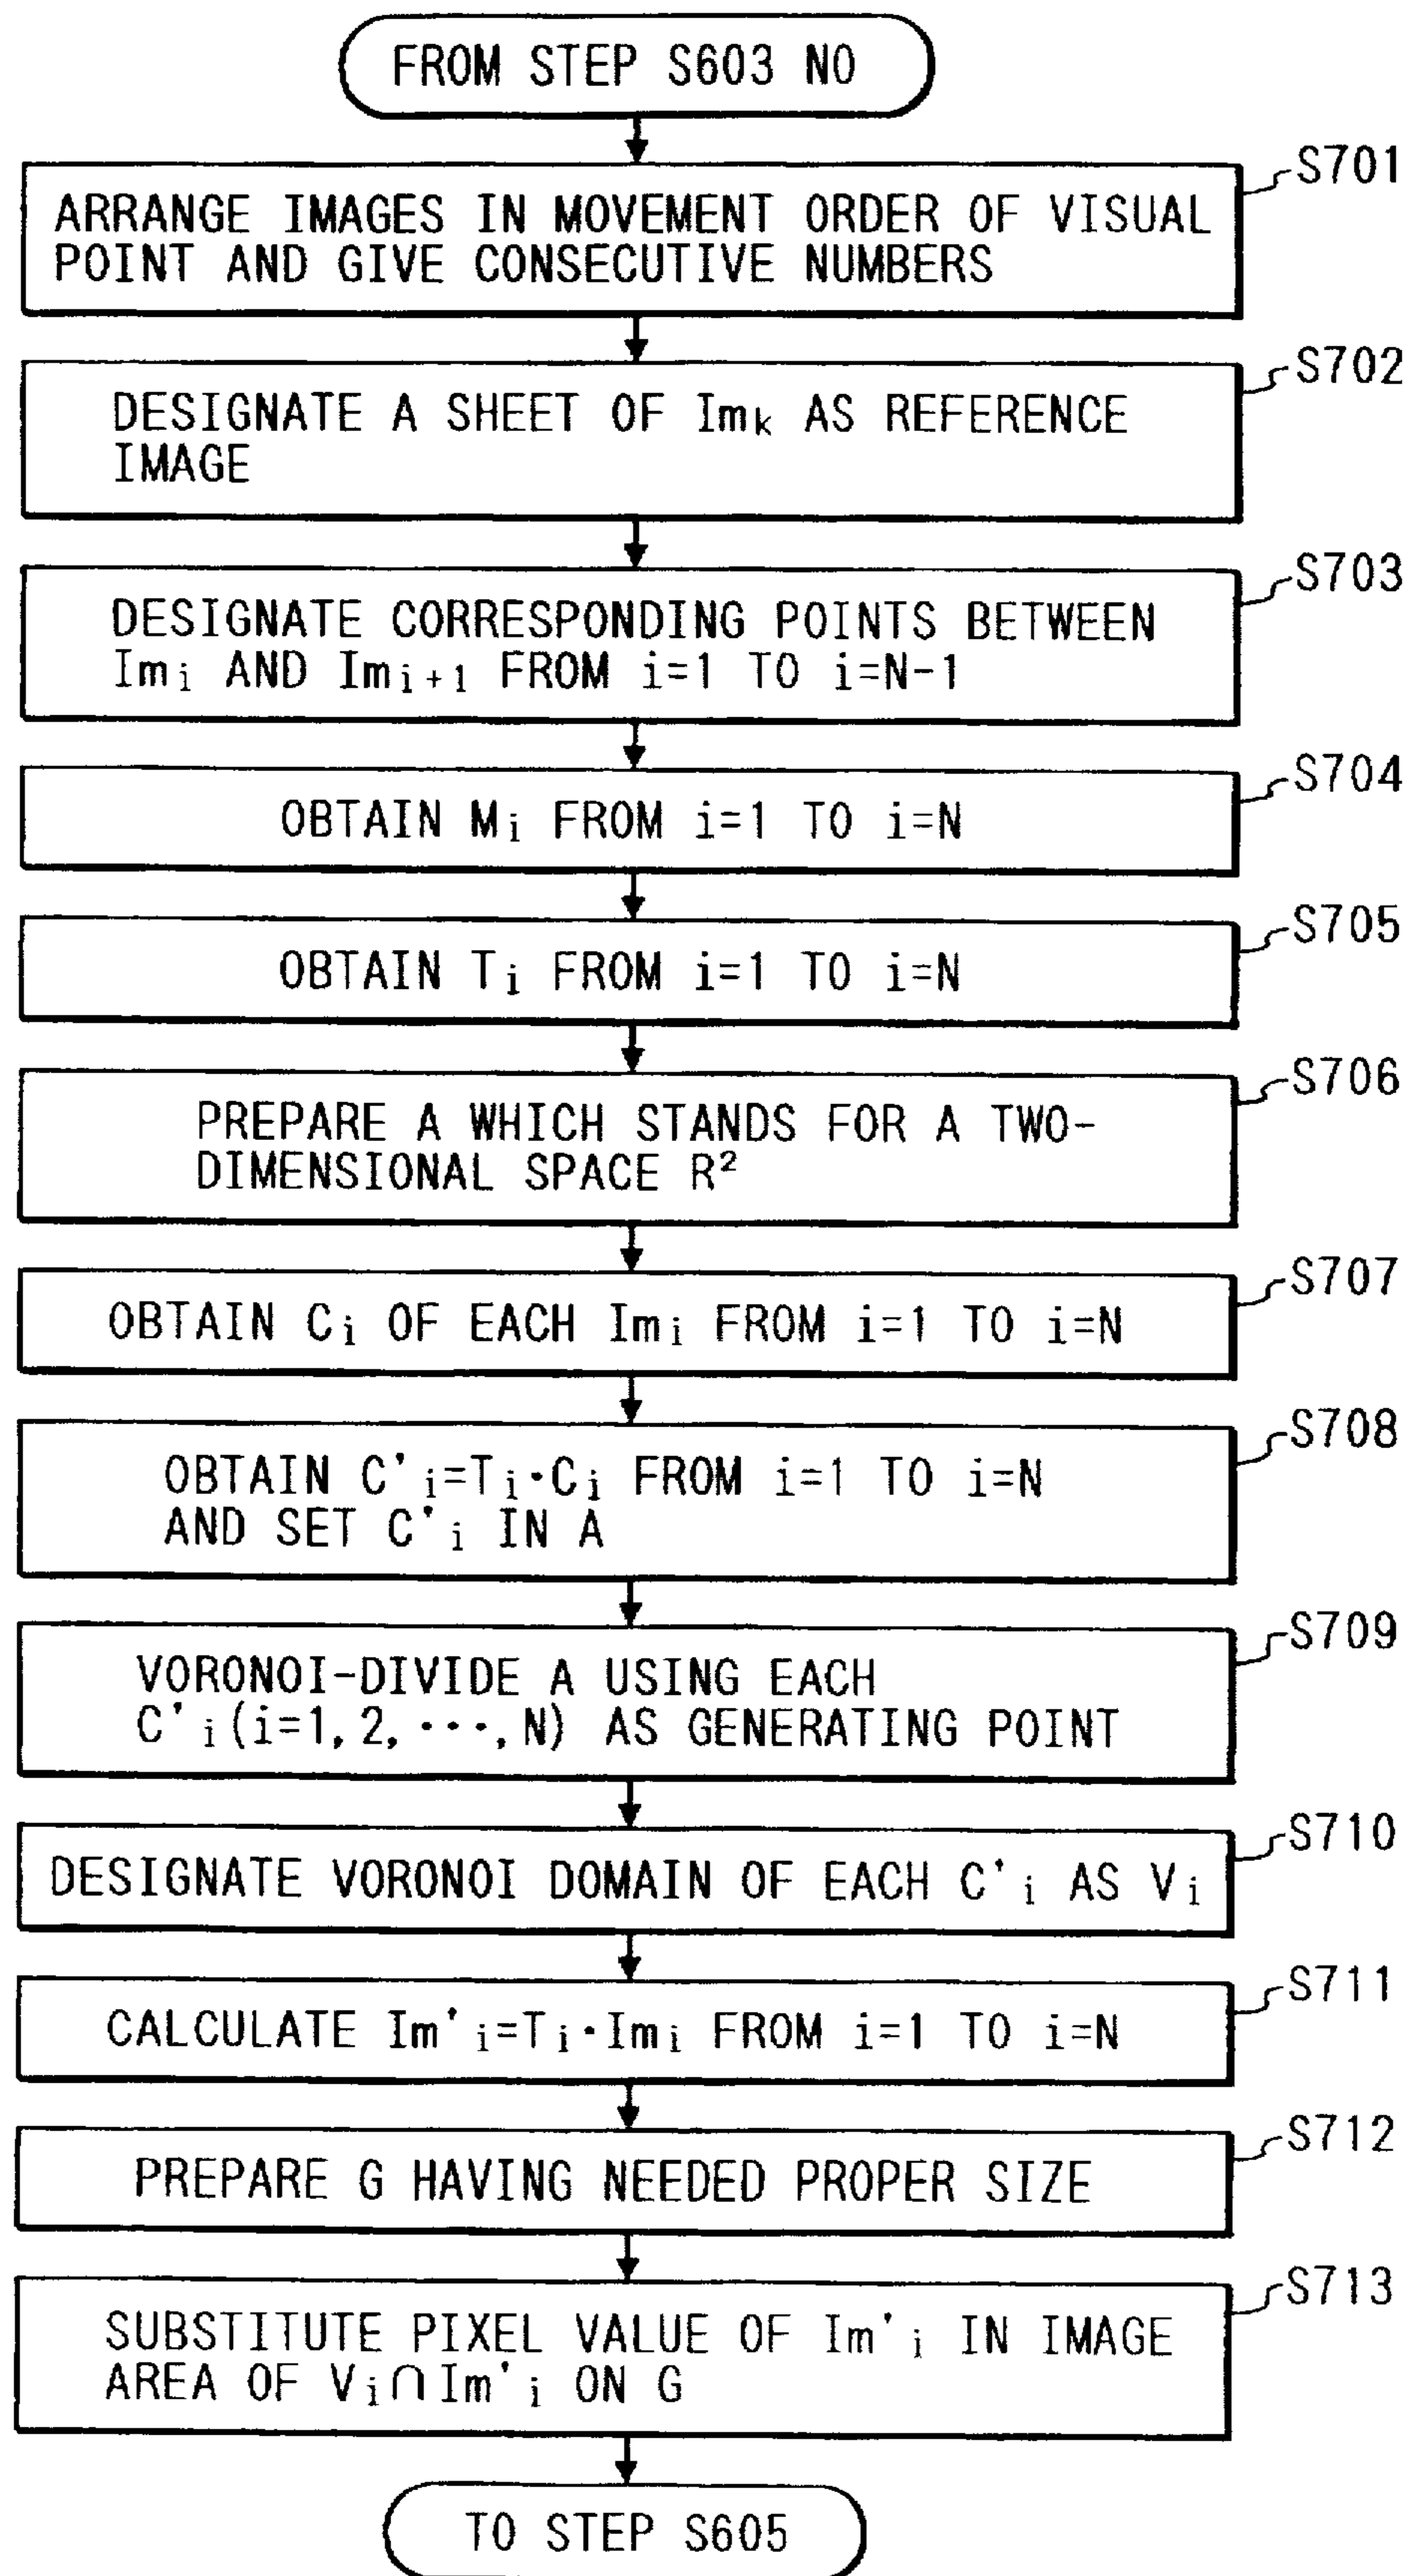 FROM STEP S603 NO
S701
ARRANGE IMAGES IN MOVEMENT ORDER OF VISUAL
POINT AND GIVE CONSECUTIVE NUMBERS
S702
DESIGNATE A SHEET OF Imₖ AS REFERENCE
IMAGE
S703
DESIGNATE CORRESPONDING POINTS BETWEEN
Imᵢ AND Imᵢ₊₁ FROM i=1 TO i=N-1
S704
OBTAIN Mᵢ FROM i=1 TO i=N
S705
OBTAIN Tᵢ FROM i=1 TO i=N
S706
PREPARE A WHICH STANDS FOR A TWO-
DIMENSIONAL SPACE R²
S707
OBTAIN Cᵢ OF EACH Imᵢ FROM i=1 TO i=N
S708
OBTAIN C'ᵢ=Tᵢ·Cᵢ FROM i=1 TO i=N
AND SET C'ᵢ IN A
S709
VORONOI-DIVIDE A USING EACH
C'ᵢ(i=1,2,···,N) AS GENERATING POINT
S710
DESIGNATE VORONOI DOMAIN OF EACH C'ᵢ AS Vᵢ
S711
CALCULATE Im'ᵢ=Tᵢ·Imᵢ FROM i=1 TO i=N
S712
PREPARE G HAVING NEEDED PROPER SIZE
S713
SUBSTITUTE PIXEL VALUE OF Im'ᵢ IN IMAGE
AREA OF Vᵢ∩Im'ᵢ ON G
TO STEP S605